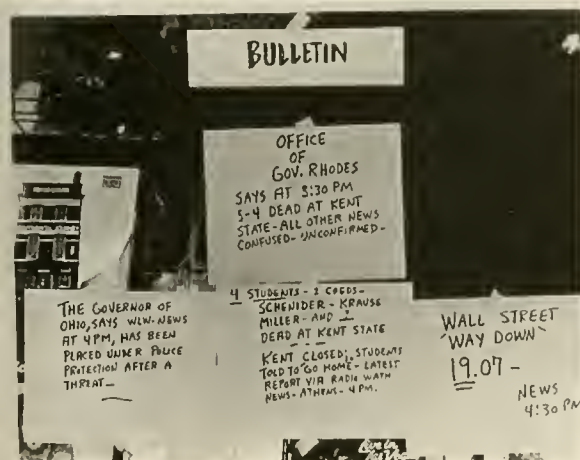 BULLETIN
OFFICE
OF
GOV. RHODES
SAYS AT 3:30 PM
5-4 DEAD AT KENT
STATE-ALL OTHER NEWS
CONFUSED- UNCONFIRMED-
THE GOVERNOR OF
OHIO, SAYS WLW-NEWS
AT 4PM, HAS BEEN
PLACED UNDER POLICE
PROTECTION AFTER A
THREAT-
4 STUDENTS - 2 COEDS-
SCHENIDER - KRAUSE
MILLER - AND ?
DEAD AT KENT STATE
KENT CLOSED; STUDENTS
TOLD TO GO HOME - LATEST
REPORT VIA RADIO WATH
NEWS - ATHENS - 4 PM.
WALL STREET
"WAY DOWN"
19.07 -
NEWS
4:30 PM